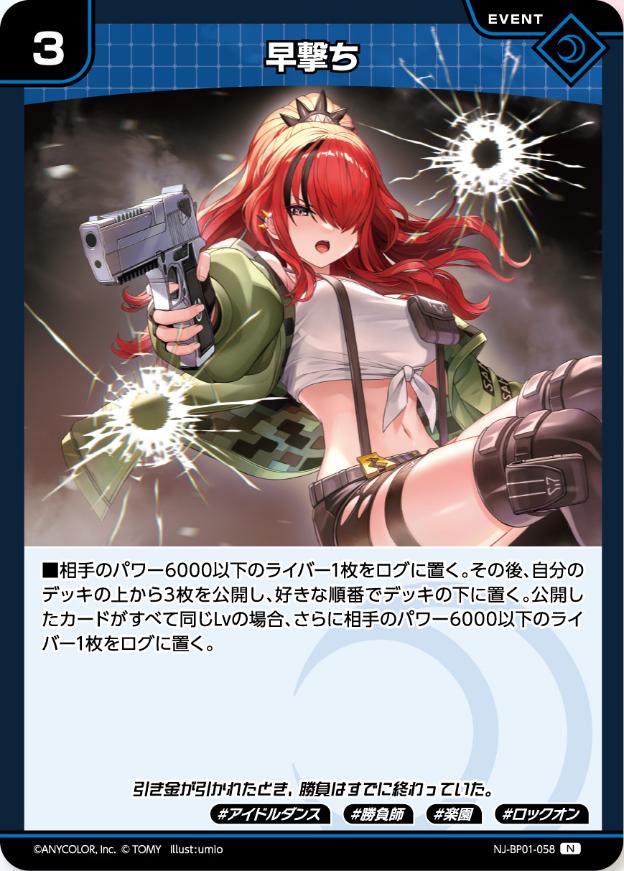 3
EVENT
早撃ち
■相手のパワー6000以下のライバー1枚をログに置く。その後、自分の
デッキの上から3枚を公開し、好きな順番でデッキの下に置く。公開し
たカードがすべて同じLvの場合、さらに相手のパワー6000以下のライ
バー1枚をログに置く。
引き金が引かれたとき、勝負はすでに終わっていた。
#アイドルダンス #勝負師 #楽園 #ロックオン
©ANYCOLOR, Inc. © TOMY Illust:umio NJ-BP01-058 N